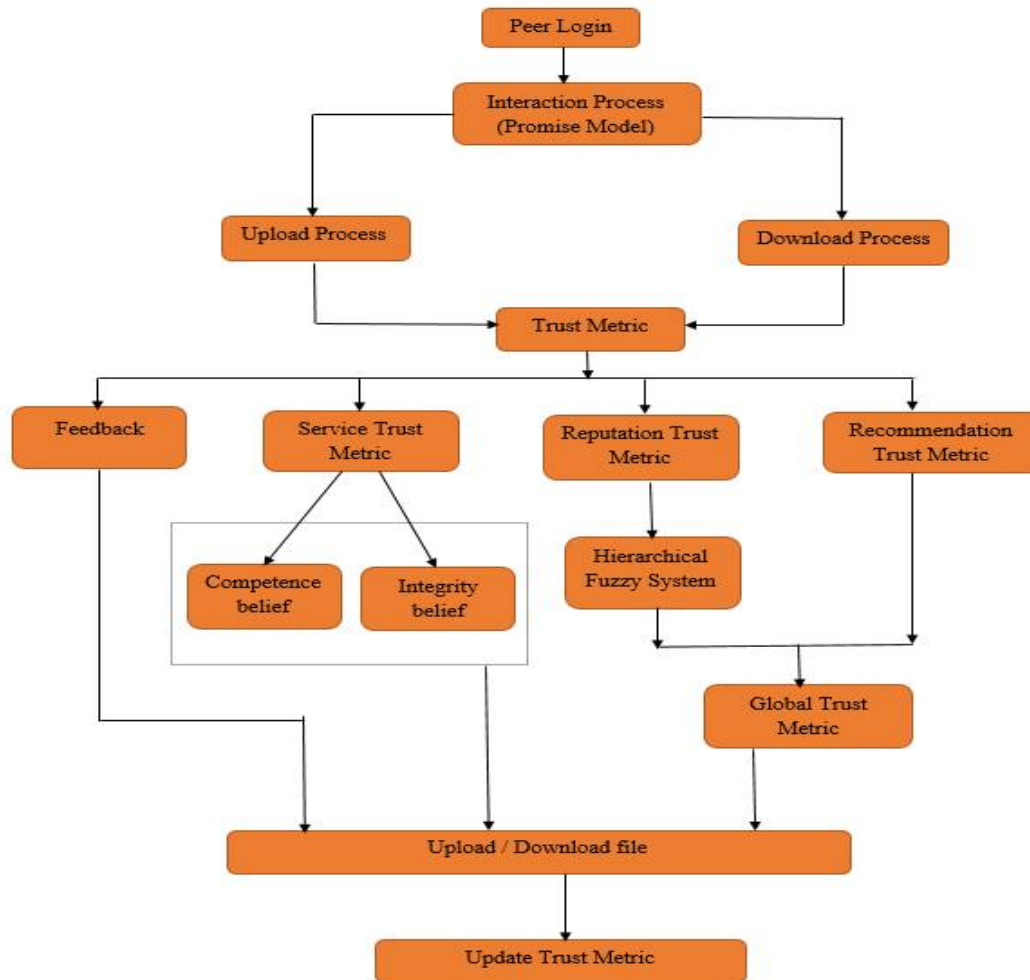 Peer Login
Interaction Process
(Promise Model)
Upload Process
Download Process
Trust Metric
Feedback
Service Trust
Metric
Reputation Trust
Metric
Recommendation
Trust Metric
Competence
belief
Integrity
belief
Hierarchical
Fuzzy System
Global Trust
Metric
Upload / Download file
Update Trust Metric